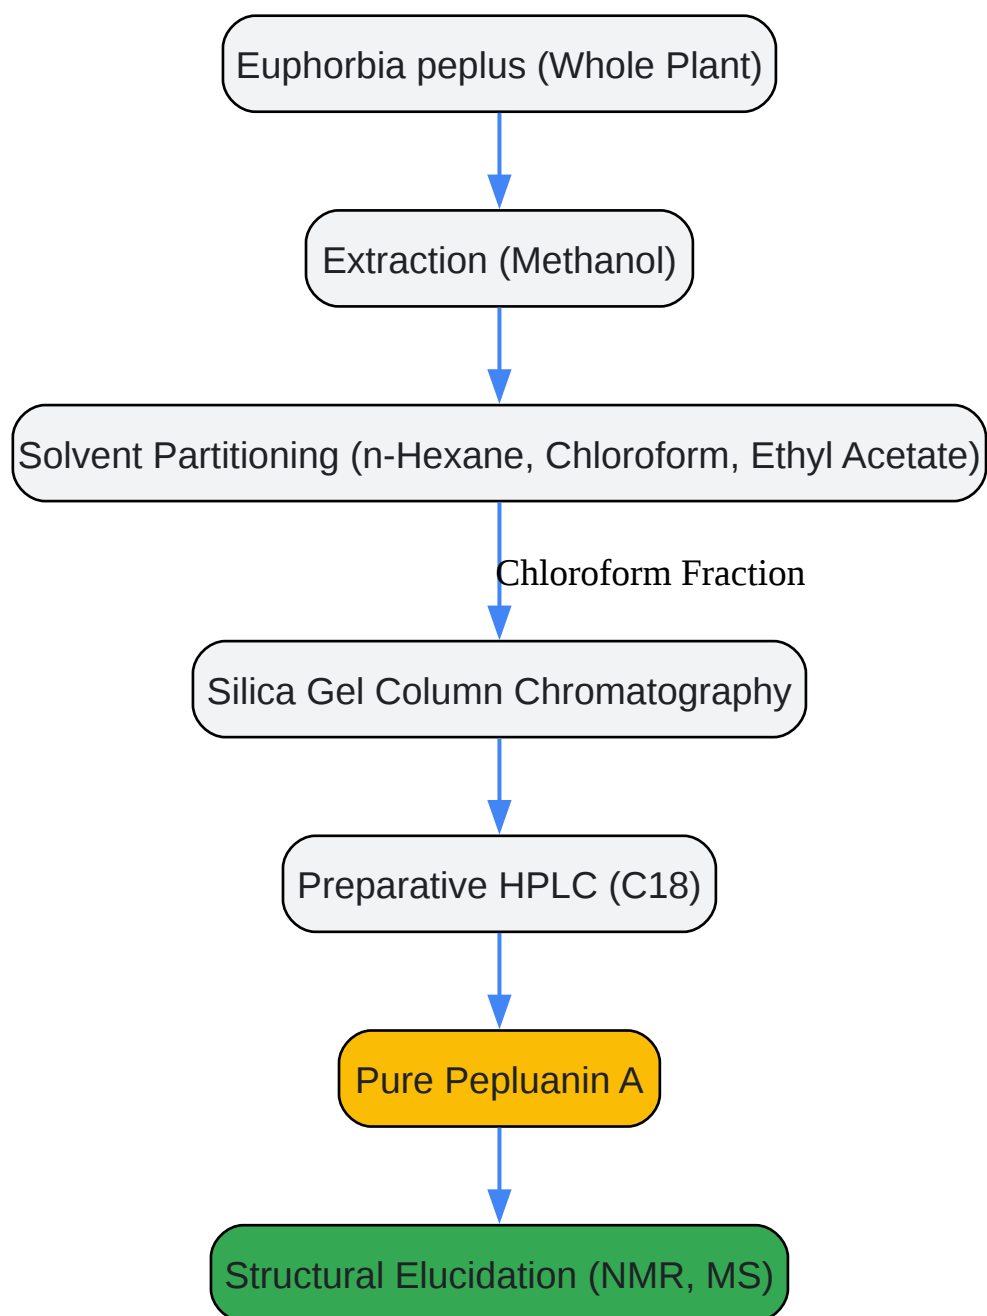 Euphorbia peplus (Whole Plant)
Extraction (Methanol)
Solvent Partitioning (n-Hexane, Chloroform, Ethyl Acetate)
Chloroform Fraction
Silica Gel Column Chromatography
Preparative HPLC (C18)
Pure Pepluanin A
Structural Elucidation (NMR, MS)